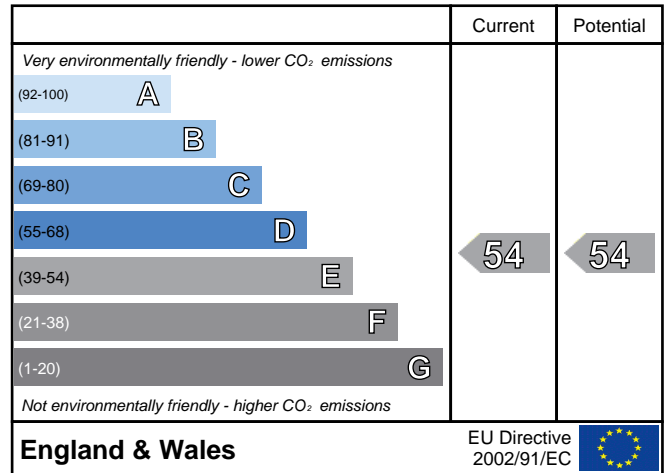 Current Potential
Very environmentally friendly - lower CO₂ emissions
(92-100) A
(81-91) B
(69-80) C
(55-68) D
54 54
(39-54) E
(21-38) F
(1-20) G
Not environmentally friendly - higher CO₂ emissions
England & Wales
EU Directive
2002/91/EC